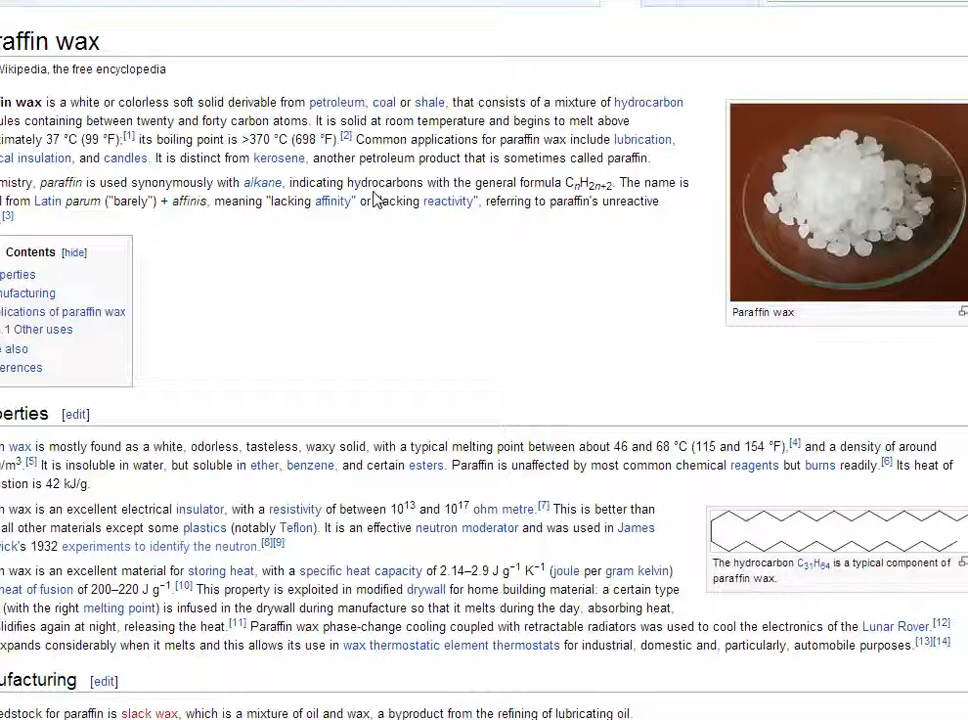 raffin wax
Wikipedia, the free encyclopedia
fin wax is a white or colorless soft solid derivable from petroleum, coal or shale, that consists of a mixture of hydrocarbon
ules containing between twenty and forty carbon atoms. It is solid at room temperature and begins to melt above
imately 37 °C (99 °F);[1] its boiling point is >370 °C (698 °F).[2] Common applications for paraffin wax include lubrication,
cal insulation, and candles. It is distinct from kerosene, another petroleum product that is sometimes called paraffin.
mistry, paraffin is used synonymously with alkane, indicating hydrocarbons with the general formula CnH2n+2. The name is
l from Latin parum ("barely") + affinis, meaning "lacking affinity" or "lacking reactivity", referring to paraffin's unreactive
[3]
Paraffin wax
Contents [hide]
perties
nufacturing
lications of paraffin wax
.1 Other uses
e also
erences
perties [edit]
n wax is mostly found as a white, odorless, tasteless, waxy solid, with a typical melting point between about 46 and 68 °C (115 and 154 °F),[4] and a density of around
/m3.[5] It is insoluble in water, but soluble in ether, benzene, and certain esters. Paraffin is unaffected by most common chemical reagents but burns readily.[6] Its heat of
stion is 42 kJ/g.
n wax is an excellent electrical insulator, with a resistivity of between 10¹³ and 10¹⁷ ohm metre.[7] This is better than
all other materials except some plastics (notably Teflon). It is an effective neutron moderator and was used in James
wick's 1932 experiments to identify the neutron.[8][9]
The hydrocarbon C31H64 is a typical component of
paraffin wax.
n wax is an excellent material for storing heat, with a specific heat capacity of 2.14–2.9 J g−1 K−1 (joule per gram kelvin)
heat of fusion of 200–220 J g−1.[10] This property is exploited in modified drywall for home building material: a certain type
(with the right melting point) is infused in the drywall during manufacture so that it melts during the day, absorbing heat,
lidifies again at night, releasing the heat.[11] Paraffin wax phase-change cooling coupled with retractable radiators was used to cool the electronics of the Lunar Rover.[12]
xpands considerably when it melts and this allows its use in wax thermostatic element thermostats for industrial, domestic and, particularly, automobile purposes.[13][14]
ufacturing [edit]
edstock for paraffin is slack wax, which is a mixture of oil and wax, a byproduct from the refining of lubricating oil.